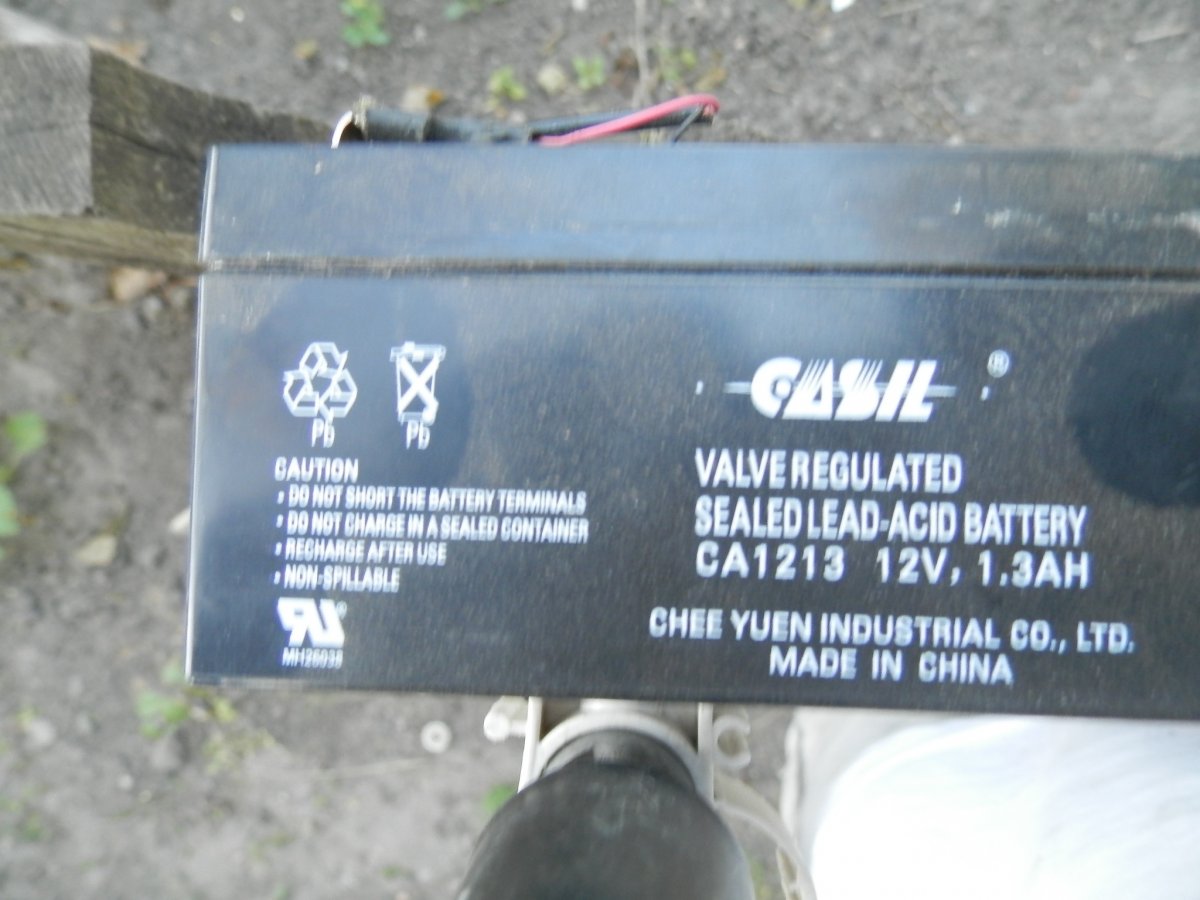 Pb Pb
CAUTION
• DO NOT SHORT THE BATTERY TERMINALS
• DO NOT CHARGE IN A SEALED CONTAINER
• RECHARGE AFTER USE
• NON-SPILLABLE
MH26038
CASIL ®
VALVE REGULATED
SEALED LEAD-ACID BATTERY
CA1213 12V, 1.3AH
CHEE YUEN INDUSTRIAL CO., LTD.
MADE IN CHINA